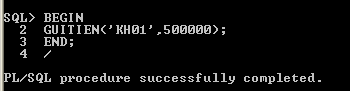 SQL> BEGIN
2 GUITIEN('KH01',500000);
3 END;
4 /
PL/SQL procedure successfully completed.